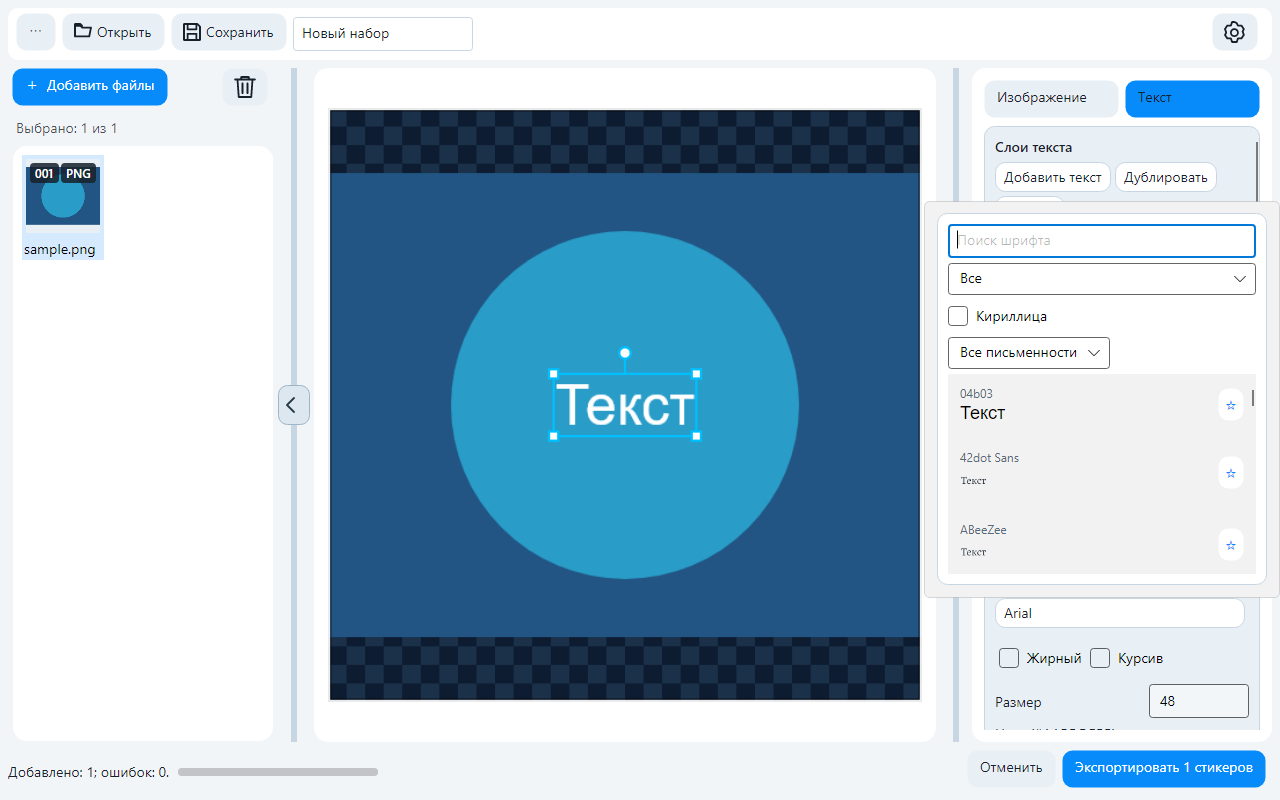 ...
Открыть
Сохранить
Новый набор
+ Добавить файлы
Выбрано: 1 из 1
001 PNG
sample.png
Текст
Изображение
Текст
Слои текста
Добавить текст
Дублировать
Поиск шрифта
Все
Кириллица
Все письменности
04b03
Текст
42dot Sans
Текст
ABeeZee
Текст
Arial
Жирный
Курсив
Размер
48
Добавлено: 1; ошибок: 0.
Отменить
Экспортировать 1 стикеров